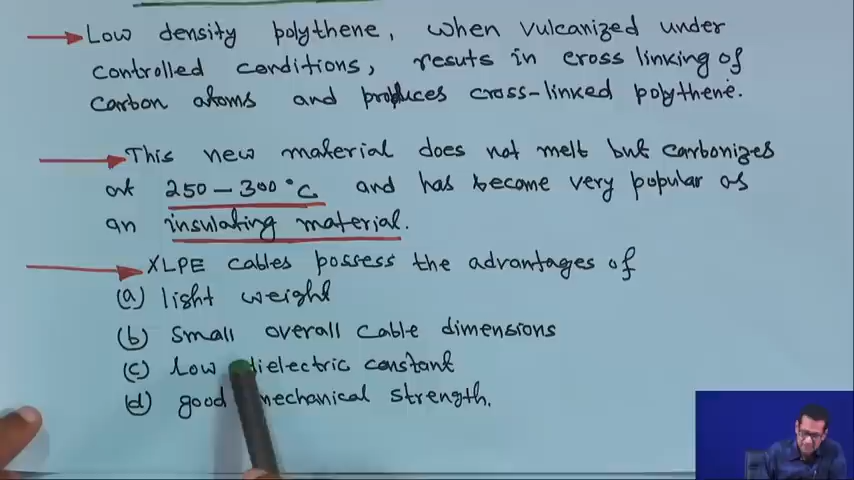 Low density polythene, when vulcanized under
controlled conditions, resuts in cross linking of
carbon atoms and produces cross-linked polythene.
This new material does not melt but carbonizes
at 250-300°C and has become very popular as
an insulating material.
XLPE cables possess the advantages of
(a) light weight
(b) small overall cable dimensions
(c) Low dielectric constant
(d) good mechanical strength.